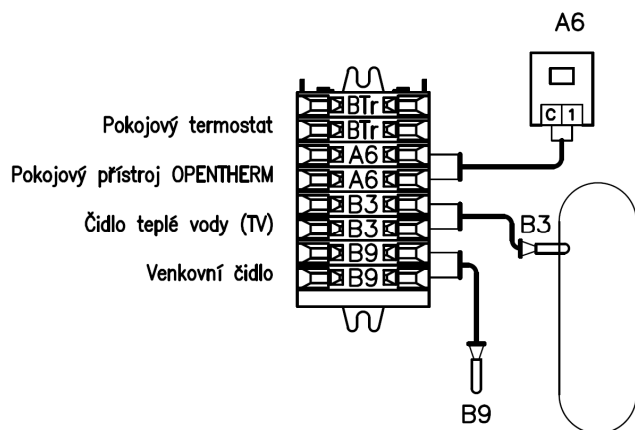 A6
C 1
BTr
Pokojový termostat
BTr
A6
Pokojový přístroj OPENTHERM
A6
B3
Čidlo teplé vody (TV)
B3
B3
B9
Venkovní čidlo
B9
B9